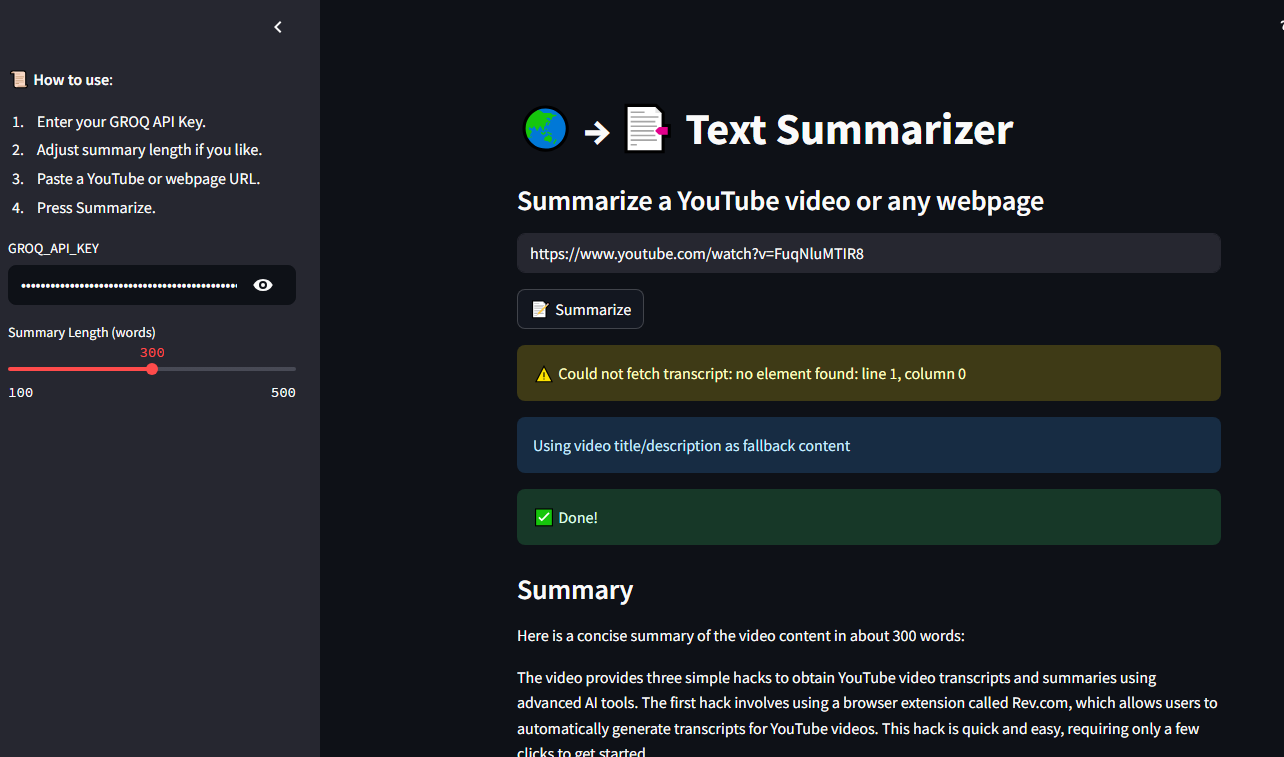 How to use:
1. Enter your GROQ API Key.
2. Adjust summary length if you like.
3. Paste a YouTube or webpage URL.
4. Press Summarize.
GROQ_API_KEY
Summary Length (words)
300
100 500
Text Summarizer
Summarize a YouTube video or any webpage
https://www.youtube.com/watch?v=FuqNluMTIR8
Summarize
Could not fetch transcript: no element found: line 1, column 0
Using video title/description as fallback content
Done!
Summary
Here is a concise summary of the video content in about 300 words:
The video provides three simple hacks to obtain YouTube video transcripts and summaries using
advanced AI tools. The first hack involves using a browser extension called Rev.com, which allows users to
automatically generate transcripts for YouTube videos. This hack is quick and easy, requiring only a few
clicks to get started